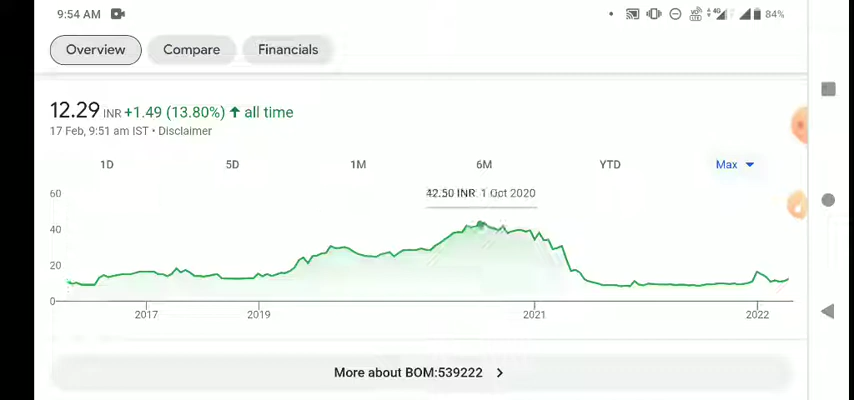 9:54 AM
4G
84%
Overview
Compare
Financials
12.29 INR +1.49 (13.80%) ↑ all time
17 Feb, 9:51 am IST • Disclaimer
1D
5D
1M
6M
YTD
Max
42.50 INR 1 Oct 2020
60
40
20
0
2017
2019
2021
2022
More about BOM:539222 >